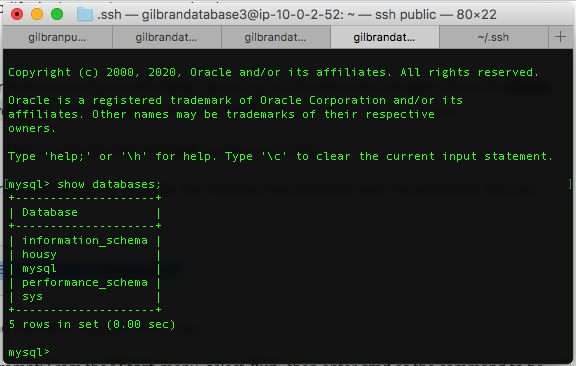 .ssh — gilbrandatabase3@ip-10-0-2-52: ~ — ssh public — 80×22
gilbranpu... gilbrandat... gilbrandat... gilbrandat... ~/.ssh +
Copyright (c) 2000, 2020, Oracle and/or its affiliates. All rights reserved.
Oracle is a registered trademark of Oracle Corporation and/or its
affiliates. Other names may be trademarks of their respective
owners.
Type 'help;' or '\h' for help. Type '\c' to clear the current input statement.
[mysql> show databases; ]
+--------------------+
| Database           |
+--------------------+
| information_schema |
| housy              |
| mysql              |
| performance_schema |
| sys                |
+--------------------+
5 rows in set (0.00 sec)
mysql>